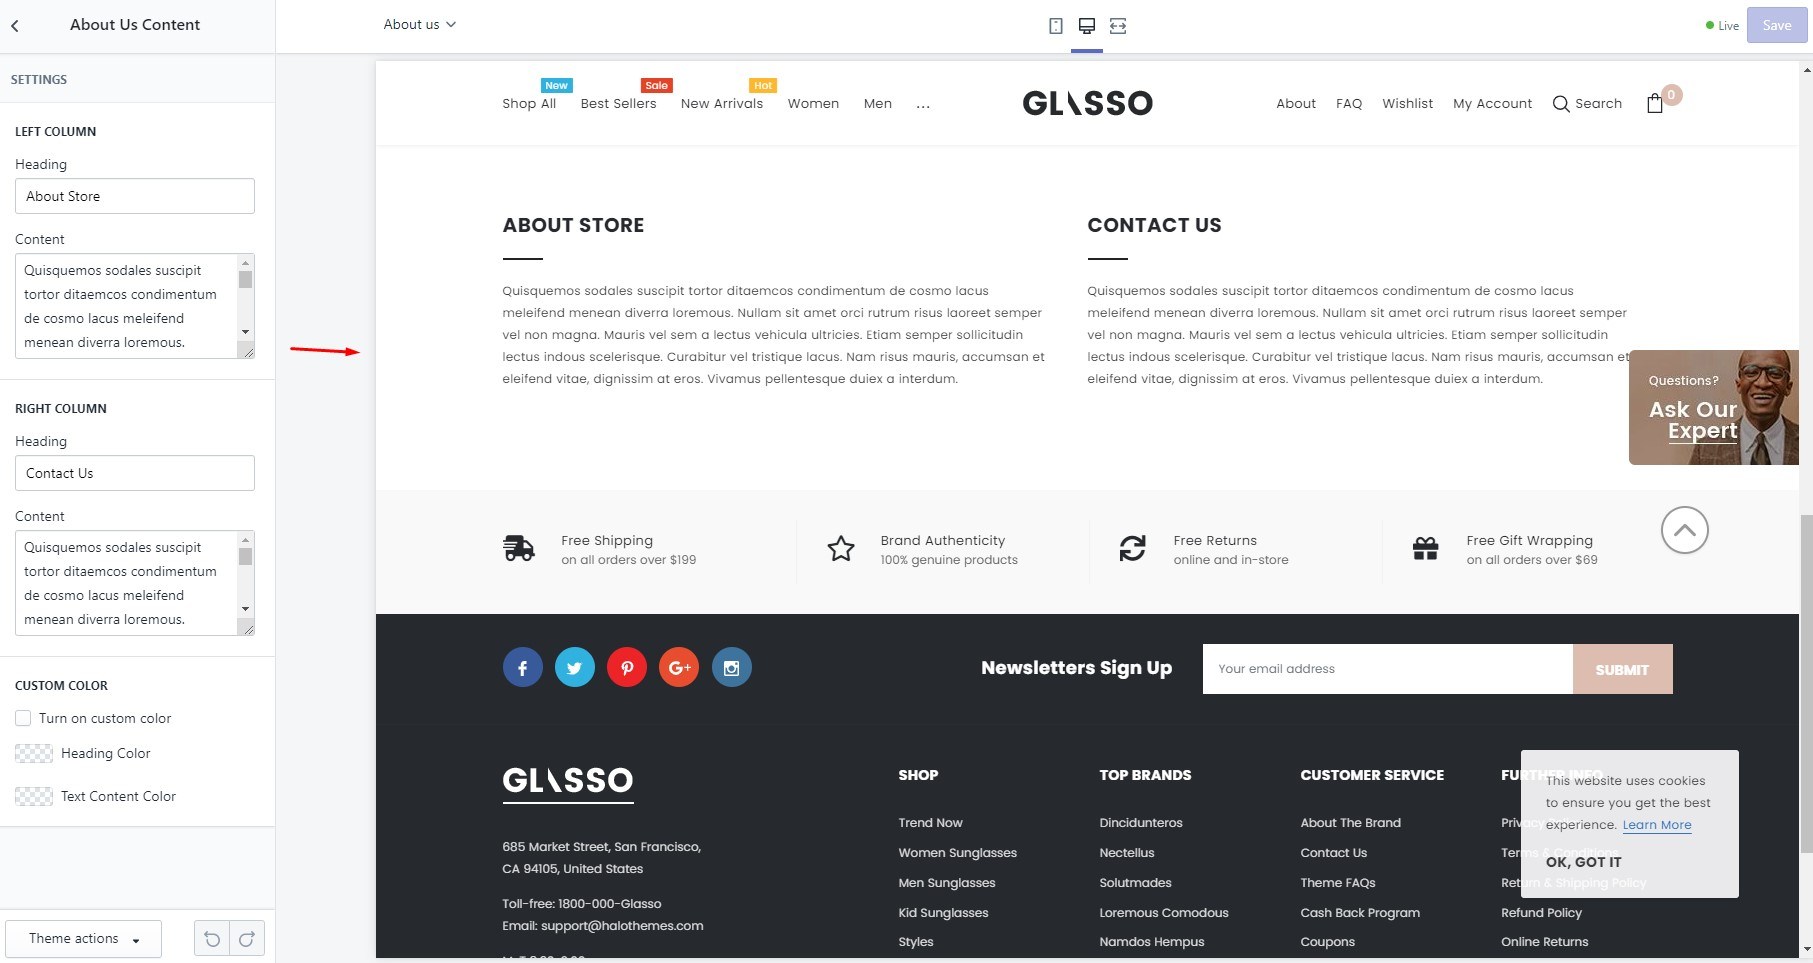 About Us Content
About us
Live
Save
SETTINGS
LEFT COLUMN
Heading
About Store
Content
Quisquemos sodales suscipit
tortor ditaemcos condimentum
de cosmo lacus meleifend
menean diverra loremous.
RIGHT COLUMN
Heading
Contact Us
Content
Quisquemos sodales suscipit
tortor ditaemcos condimentum
de cosmo lacus meleifend
menean diverra loremous.
CUSTOM COLOR
Turn on custom color
Heading Color
Text Content Color
Theme actions
New
Sale
Hot
Shop All Best Sellers New Arrivals Women Men ...
GLASSO
About FAQ Wishlist My Account Search 0
ABOUT STORE
Quisquemos sodales suscipit tortor ditaemcos condimentum de cosmo lacus
meleifend menean diverra loremous. Nullam sit amet orci rutrum risus laoreet semper
vel non magna. Mauris vel sem a lectus vehicula ultricies. Etiam semper sollicitudin
lectus indous scelerisque. Curabitur vel tristique lacus. Nam risus mauris, accumsan et
eleifend vitae, dignissim at eros. Vivamus pellentesque duiex a interdum.
CONTACT US
Quisquemos sodales suscipit tortor ditaemcos condimentum de cosmo lacus
meleifend menean diverra loremous. Nullam sit amet orci rutrum risus laoreet semper
vel non magna. Mauris vel sem a lectus vehicula ultricies. Etiam semper sollicitudin
lectus indous scelerisque. Curabitur vel tristique lacus. Nam risus mauris, accumsan et
eleifend vitae, dignissim at eros. Vivamus pellentesque duiex a interdum.
Questions?
Ask Our
Expert
Free Shipping
on all orders over $199
Brand Authenticity
100% genuine products
Free Returns
online and in-store
Free Gift Wrapping
on all orders over $69
Newsletters Sign Up
Your email address
SUBMIT
GLASSO
685 Market Street, San Francisco,
CA 94105, United States
Toll-free: 1800-000-Glasso
Email: support@halothemes.com
SHOP
Trend Now
Women Sunglasses
Men Sunglasses
Kid Sunglasses
Styles
TOP BRANDS
Dincidunteros
Nectellus
Solutmades
Loremous Comodous
Namdos Hempus
CUSTOMER SERVICE
About The Brand
Contact Us
Theme FAQs
Cash Back Program
Coupons
FURTHER INFO
Terms & Conditions
Return & Shipping Policy
Refund Policy
Online Returns
This website uses cookies
to ensure you get the best
experience. Learn More
OK, GOT IT